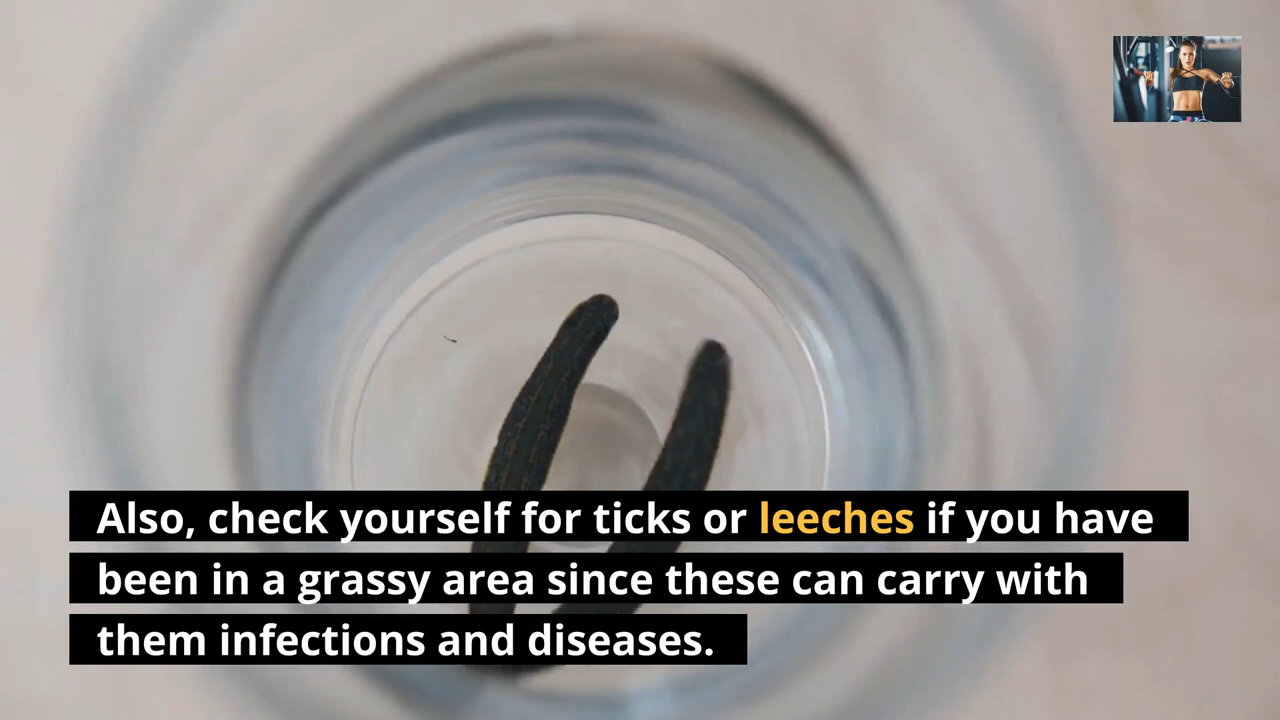 Also, check yourself for ticks or leeches if you have
been in a grassy area since these can carry with
them infections and diseases.